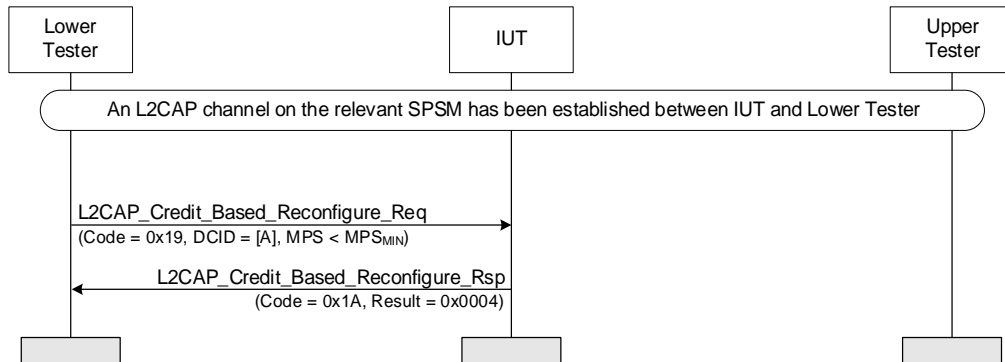 Lower
Tester
IUT
Upper
Tester
An L2CAP channel on the relevant SPSM has been established between IUT and Lower Tester
L2CAP_Credit_Based_Reconfigure_Req
(Code = 0x19, DCID = [A], MPS < MPSMIN)
L2CAP_Credit_Based_Reconfigure_Rsp
(Code = 0x1A, Result = 0x0004)